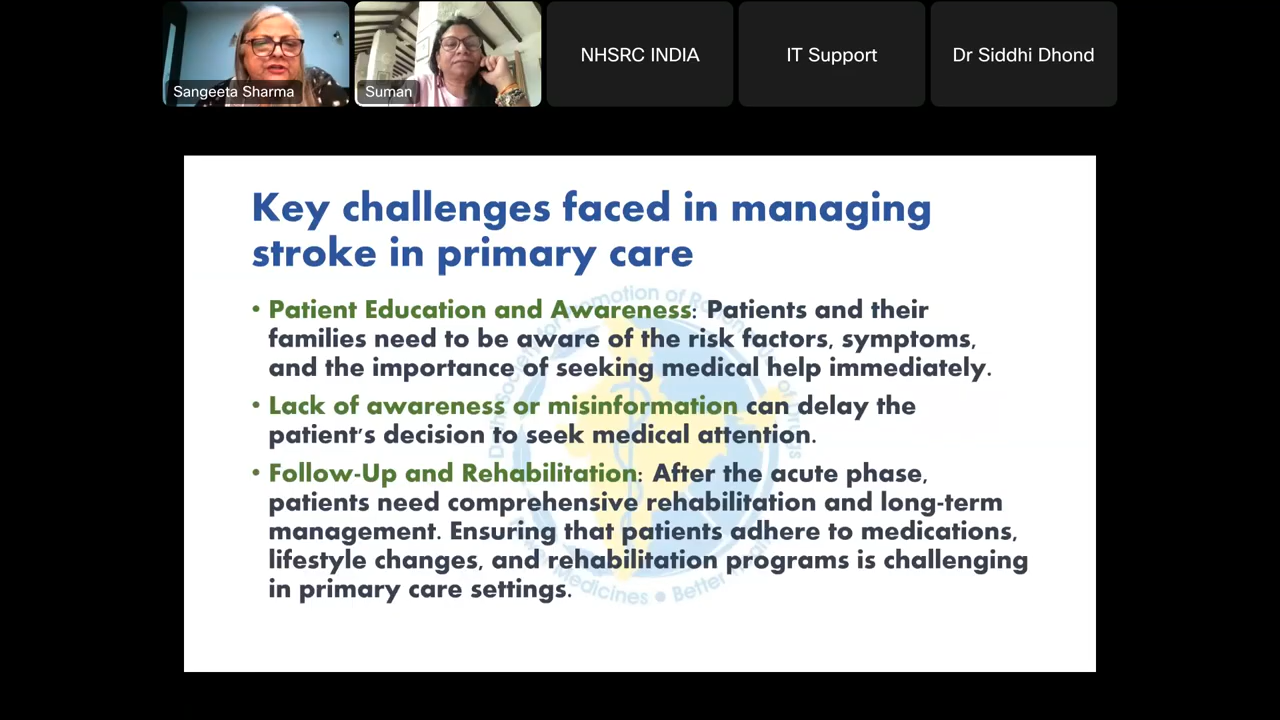 Sangeeta Sharma
Suman
NHSRC INDIA
IT Support
Dr Siddhi Dhond
Key challenges faced in managing
stroke in primary care
• Patient Education and Awareness: Patients and their
families need to be aware of the risk factors, symptoms,
and the importance of seeking medical help immediately.
• Lack of awareness or misinformation can delay the
patient's decision to seek medical attention.
• Follow-Up and Rehabilitation: After the acute phase,
patients need comprehensive rehabilitation and long-term
management. Ensuring that patients adhere to medications,
lifestyle changes, and rehabilitation programs is challenging
in primary care settings.